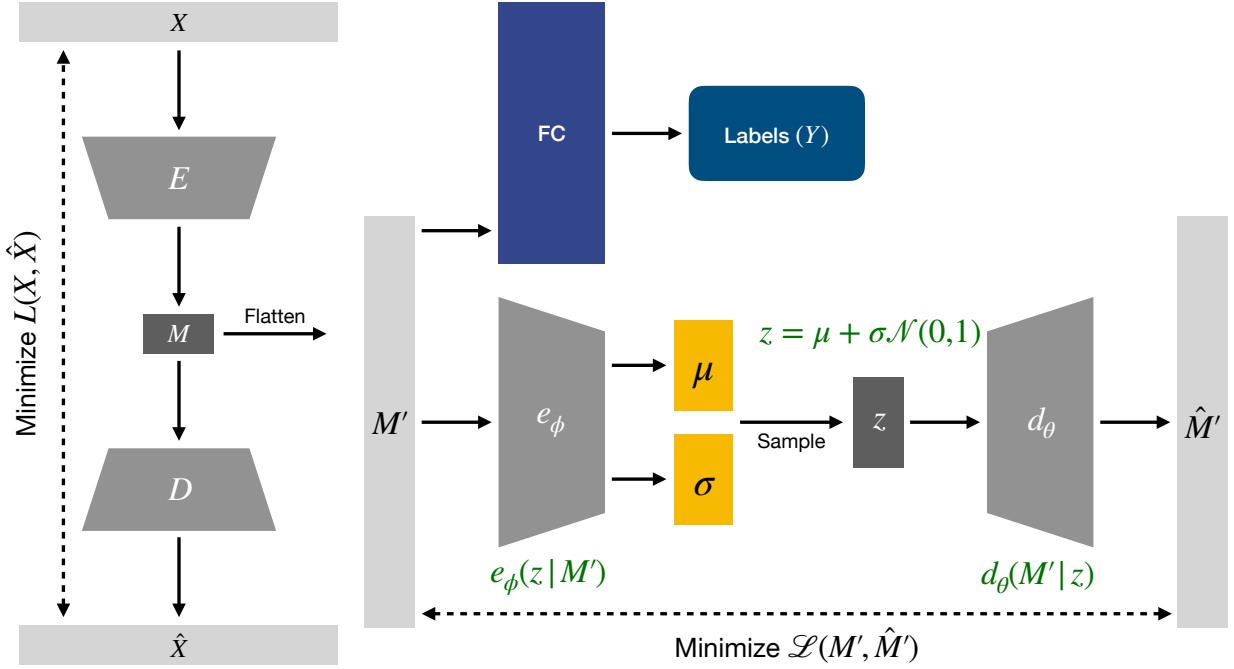 X
E
M
D
X̂
Minimize L(X, X̂)
Flatten
M′
FC
Labels (Y)
e_ϕ
e_ϕ(z | M′)
μ
σ
z = μ + σ𝒩(0,1)
Sample
z
d_θ
d_θ(M′ | z)
M̂′
Minimize ℒ(M′, M̂′)